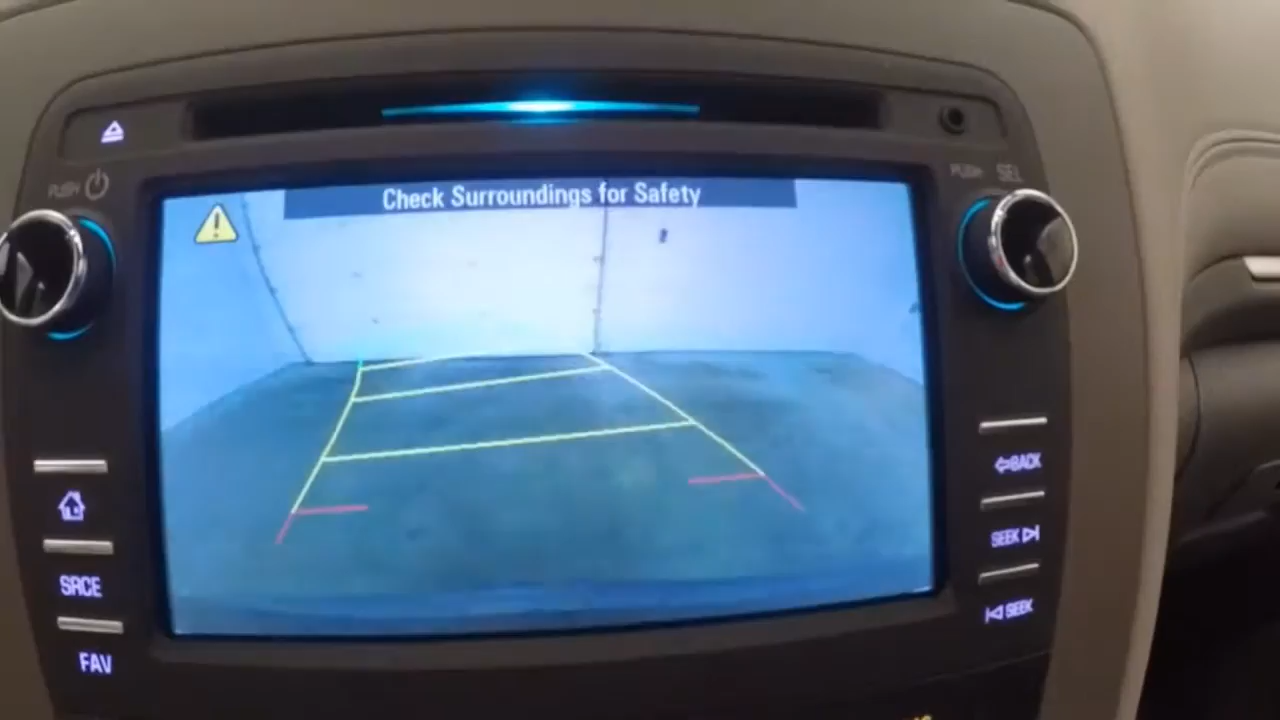 PUSH
PUSH SEL
Check Surroundings for Safety
BACK
SEEK
SRCE
SEEK
FAV